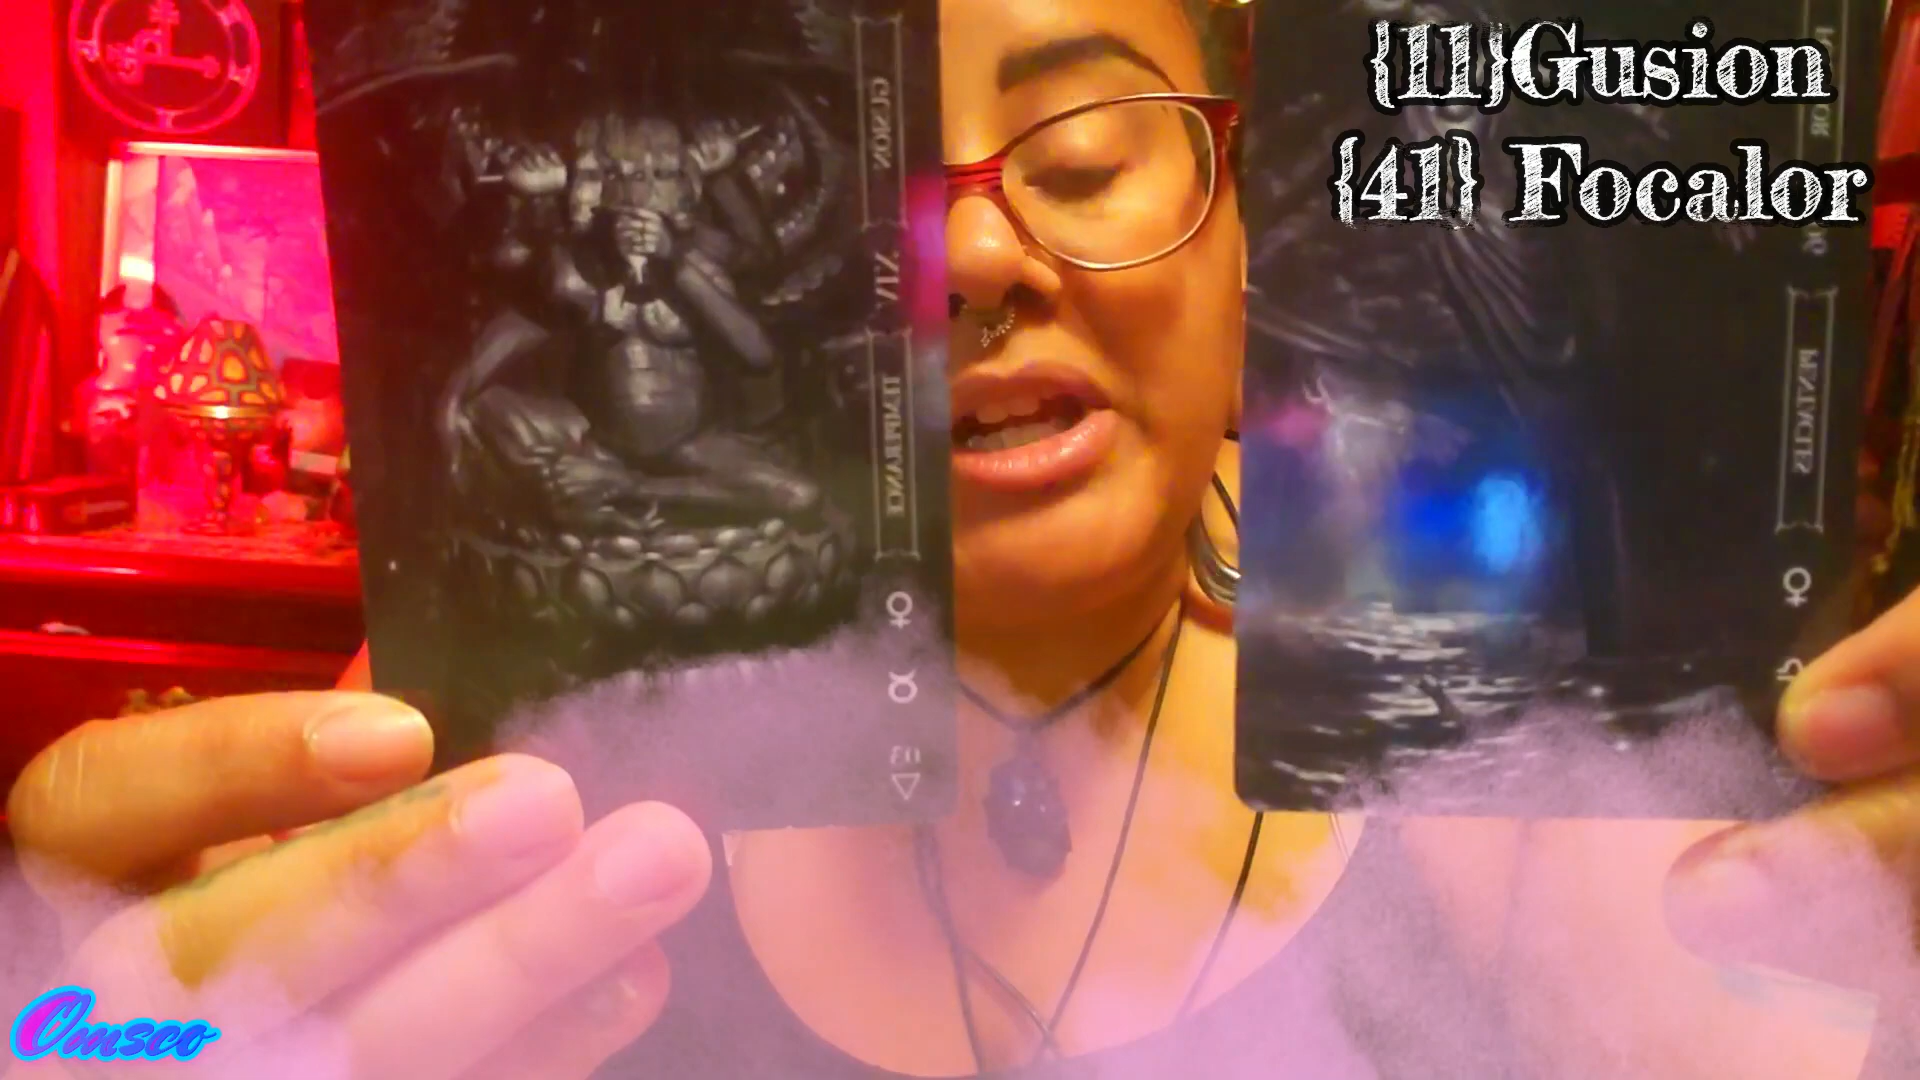 {11}Gusion
{41} Focalor
GUSION
XIV
TEMPERANCE
PENTACLES
Omsco